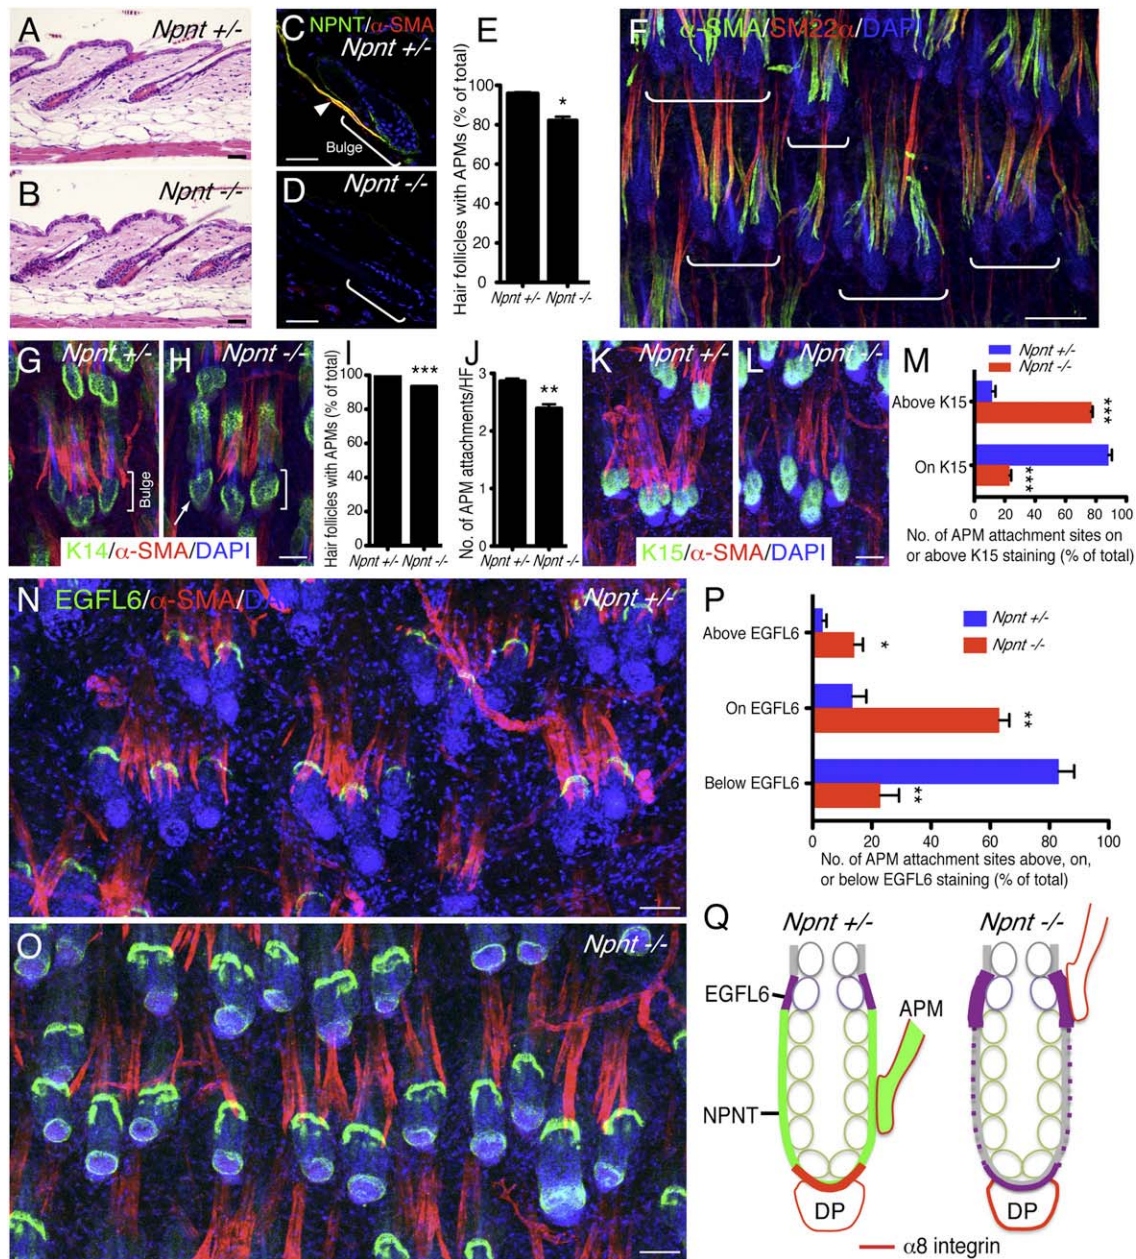 A
Npnt +/-
B
Npnt -/-
C
NPNT/α-SMA
Npnt +/-
Bulge
D
Npnt -/-
E
Hair follicles with APMs (% of total)
100
80
60
40
20
0
*
Npnt +/- Npnt -/-
F
α-SMA/SM22α/DAPI
G
Npnt +/-
Bulge
H
Npnt -/-
K14/α-SMA/DAPI
I
Hair follicles with APMs (% of total)
100
80
60
40
20
0
***
Npnt +/- Npnt -/-
J
No. of APM attachments/HF
3
2
1
0
**
Npnt +/- Npnt -/-
K
Npnt +/-
L
Npnt -/-
K15/α-SMA/DAPI
M
Npnt +/-
Npnt -/-
Above K15
***
On K15
***
0 20 40 60 80 100
No. of APM attachment sites on
or above K15 staining (% of total)
N
EGFL6/α-SMA/DAPI
Npnt +/-
O
Npnt -/-
P
Npnt +/-
Npnt -/-
Above EGFL6
*
On EGFL6
**
Below EGFL6
**
0 20 40 60 80 100
No. of APM attachment sites above, on,
or below EGFL6 staining (% of total)
Q
Npnt +/-
Npnt -/-
EGFL6
APM
NPNT
DP
DP
α8 integrin